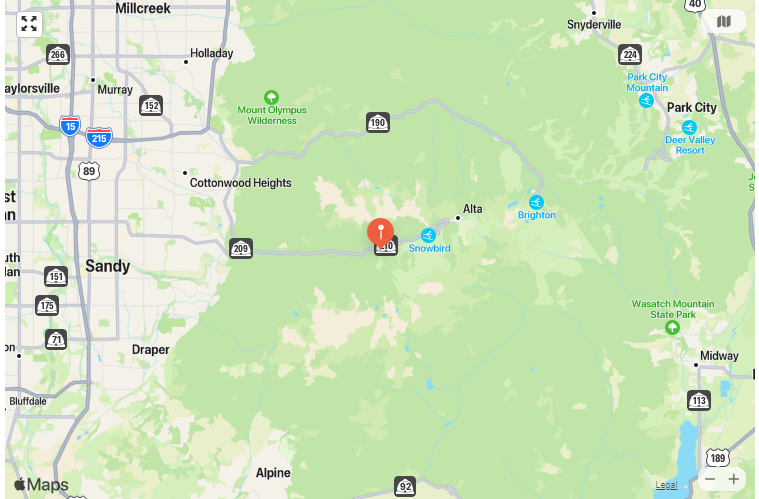 Millcreek
40
Snyderville
266
Holladay
224
Park City
Mountain
aylorsville
Murray
152
Mount Olympus
Wilderness
190
Park City
15
215
Deer Valley
Resort
89
Cottonwood Heights
Alta
Brighton
209
Snowbird
Sandy
151
175
Wasatch Mountain
State Park
71
Draper
Midway
Bluffdale
113
Alpine
189
92
Maps
Legal